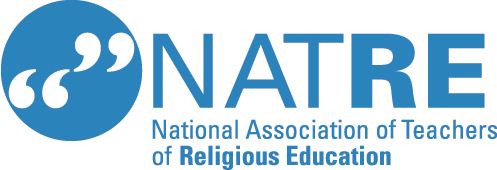 NATRE
National Association of Teachers
of Religious Education